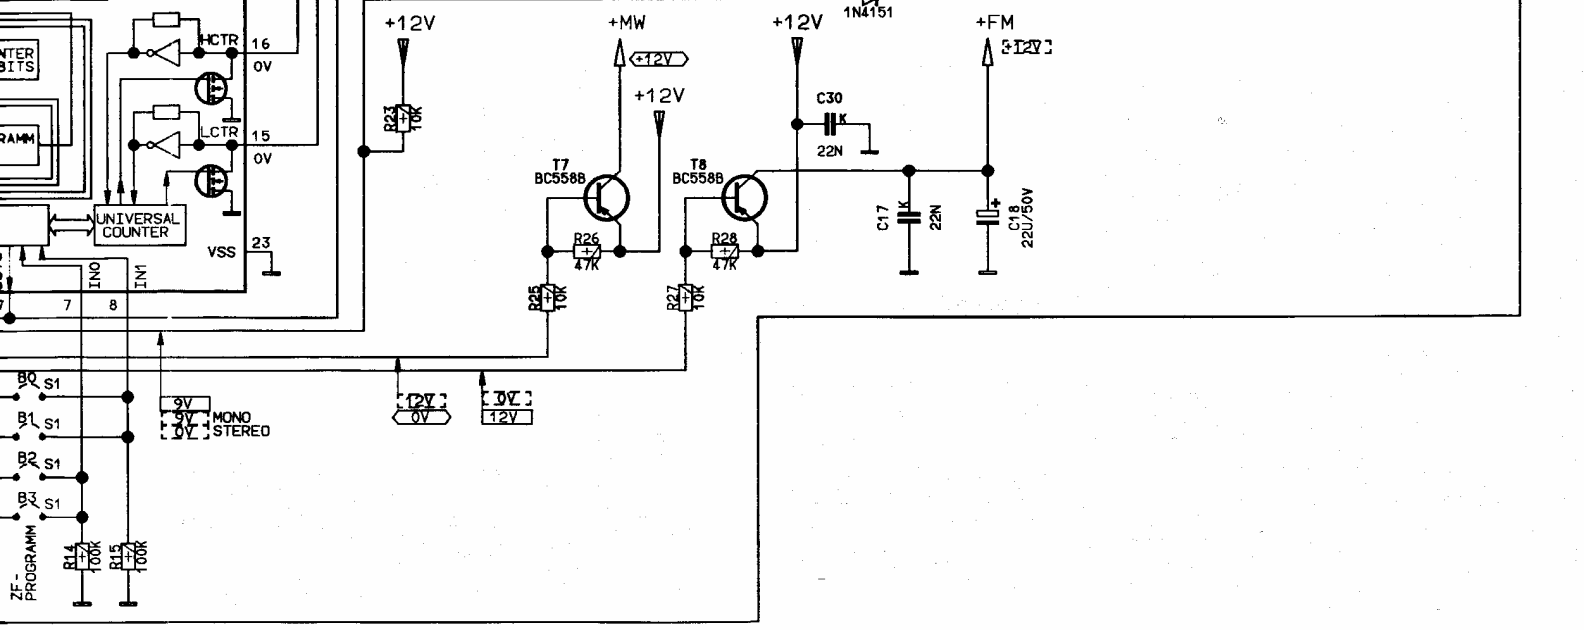 1N4151
+12V
+MW
+12V
+FM
+12V
+12V
+12V
HCTR
16
0V
NTER
BITS
RAMM
LCTR
15
0V
UNIVERSAL
COUNTER
VSS
23
IN0
IN1
7
7
8
R23
10K
T7
BC558B
R26
47K
R25
10K
T8
BC558B
R28
47K
R27
10K
C30
K
22N
C17
K
22N
+
C18
22U/50V
9V
9V
MONO
0V
STEREO
12V
0V
0V
12V
B0
S1
B1
S1
B2
S1
B3
S1
ZF-
PROGRAMM
R14
100K
R15
100K